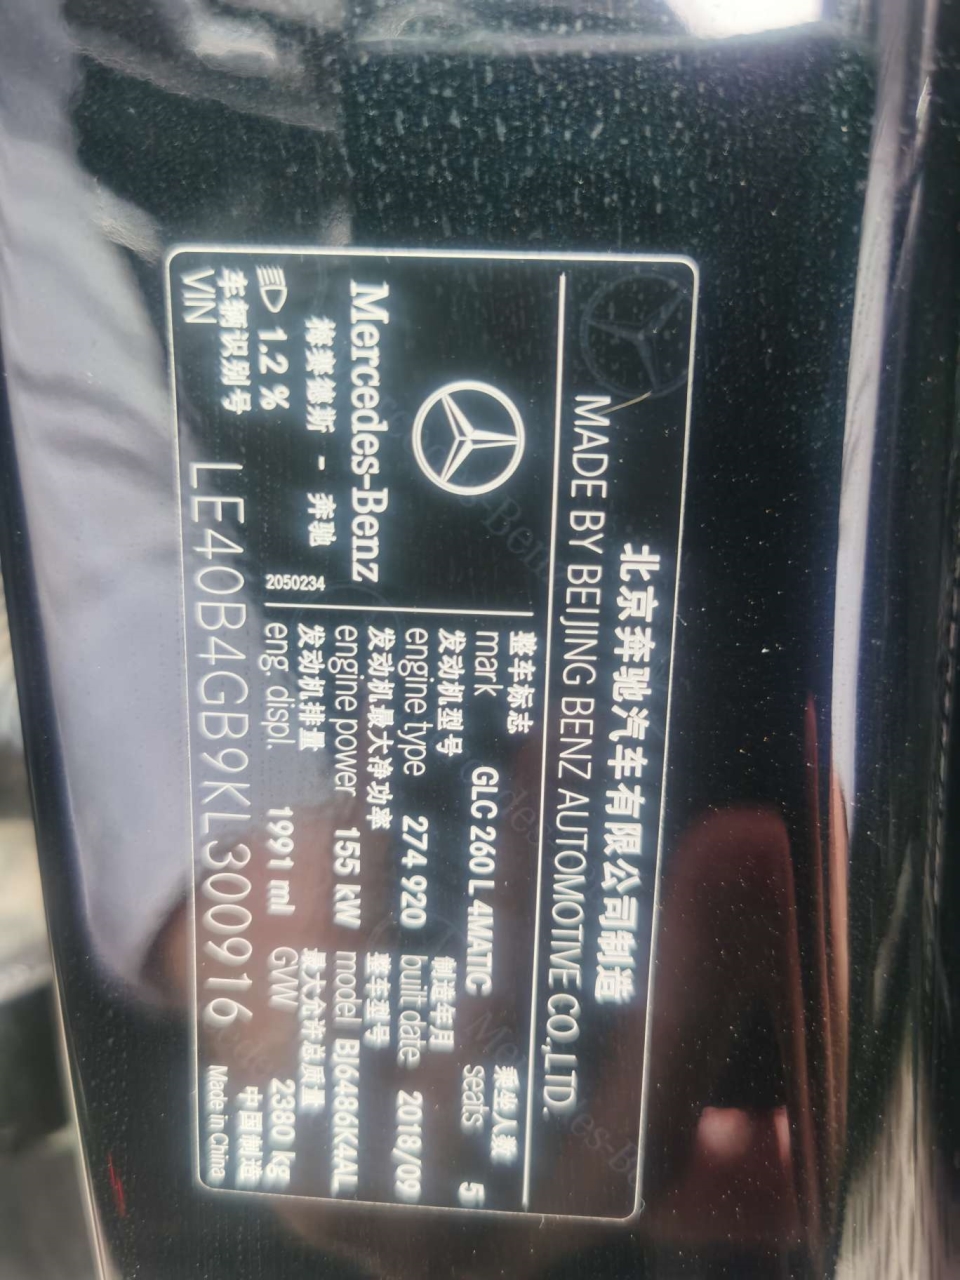 北京奔驰汽车有限公司制造
MADE BY BEIJING BENZ AUTOMOTIVE CO.,LTD.
Mercedes-Benz
梅赛德斯 - 奔驰
1.2 %
2050234
整车标志 乘坐人数
mark GLC 260 L 4MATIC seats 5
发动机型号 制造年月
engine type 274 920 built date 2018/09
发动机最大净功率 整车型号
engine power 155 kW model BJ6486K4AL
发动机排量 最大允许总质量
eng. displ. 1991 ml GVW 2380 kg
车辆识别号 中国制造
VIN LE40B4GB9KL300916 Made in China